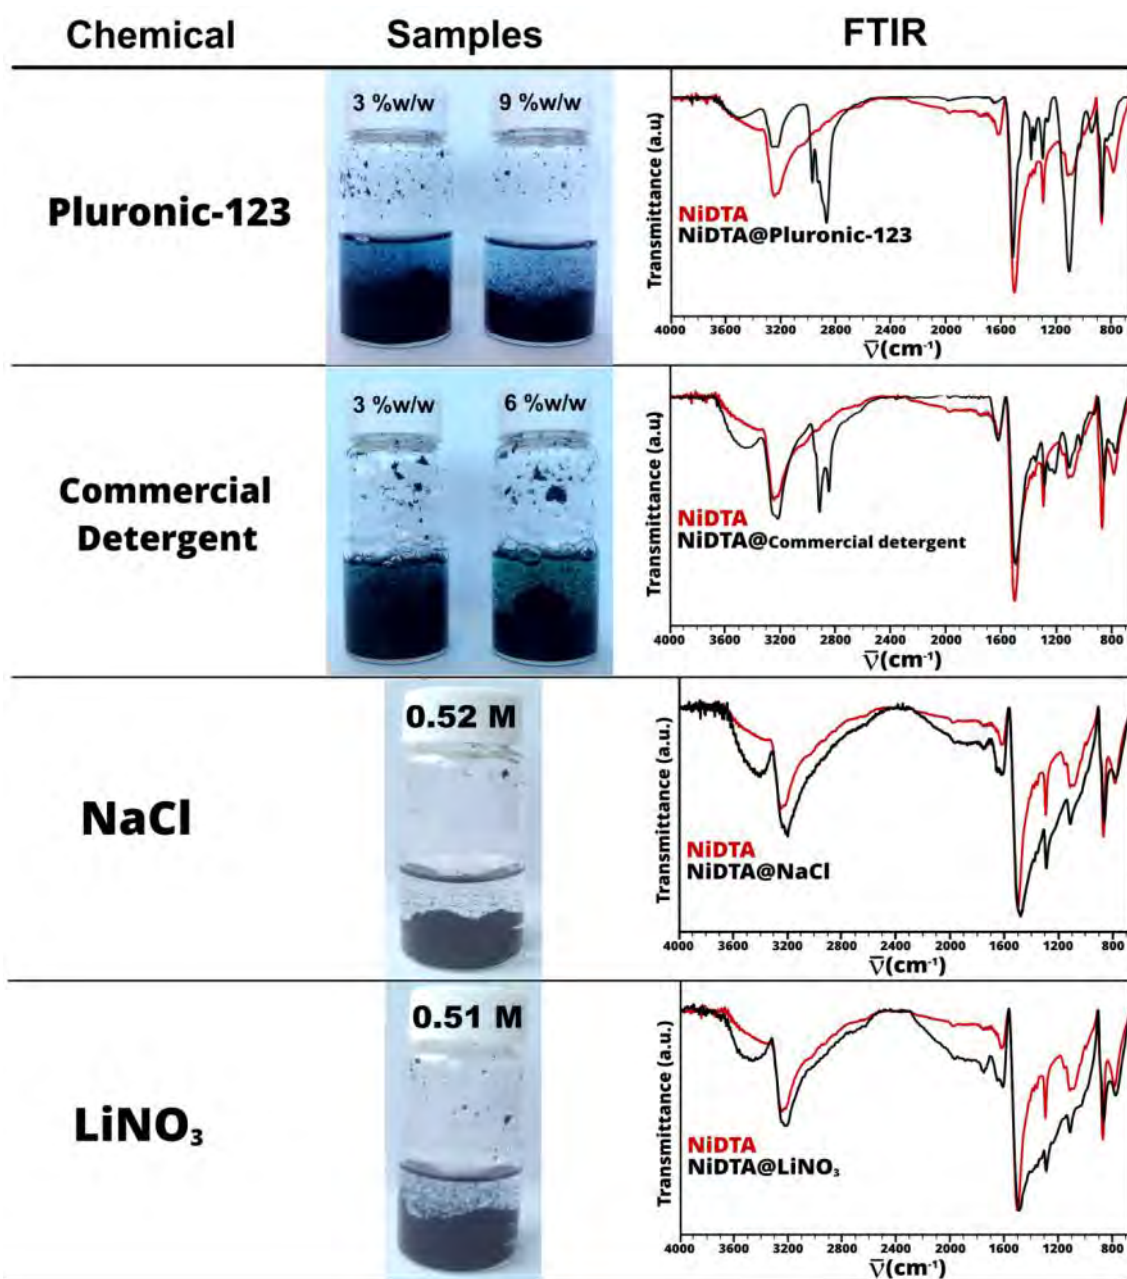 Chemical Samples FTIR
Pluronic-123
3 %w/w 9 %w/w
Transmittance (a.u)
NiDTA
NiDTA@Pluronic-123
4000 3600 3200 2800 2400 2000 1600 1200 800
ν̅(cm⁻¹)
Commercial
Detergent
3 %w/w 6 %w/w
Transmittance (a.u)
NiDTA
NiDTA@Commercial detergent
4000 3600 3200 2800 2400 2000 1600 1200 800
ν̅(cm⁻¹)
NaCl
0.52 M
Transmittance (a.u.)
NiDTA
NiDTA@NaCl
4000 3600 3200 2800 2400 2000 1600 1200 800
ν̅(cm⁻¹)
LiNO₃
0.51 M
Transmittance (a.u.)
NiDTA
NiDTA@LiNO₃
4000 3600 3200 2800 2400 2000 1600 1200 800
ν̅(cm⁻¹)